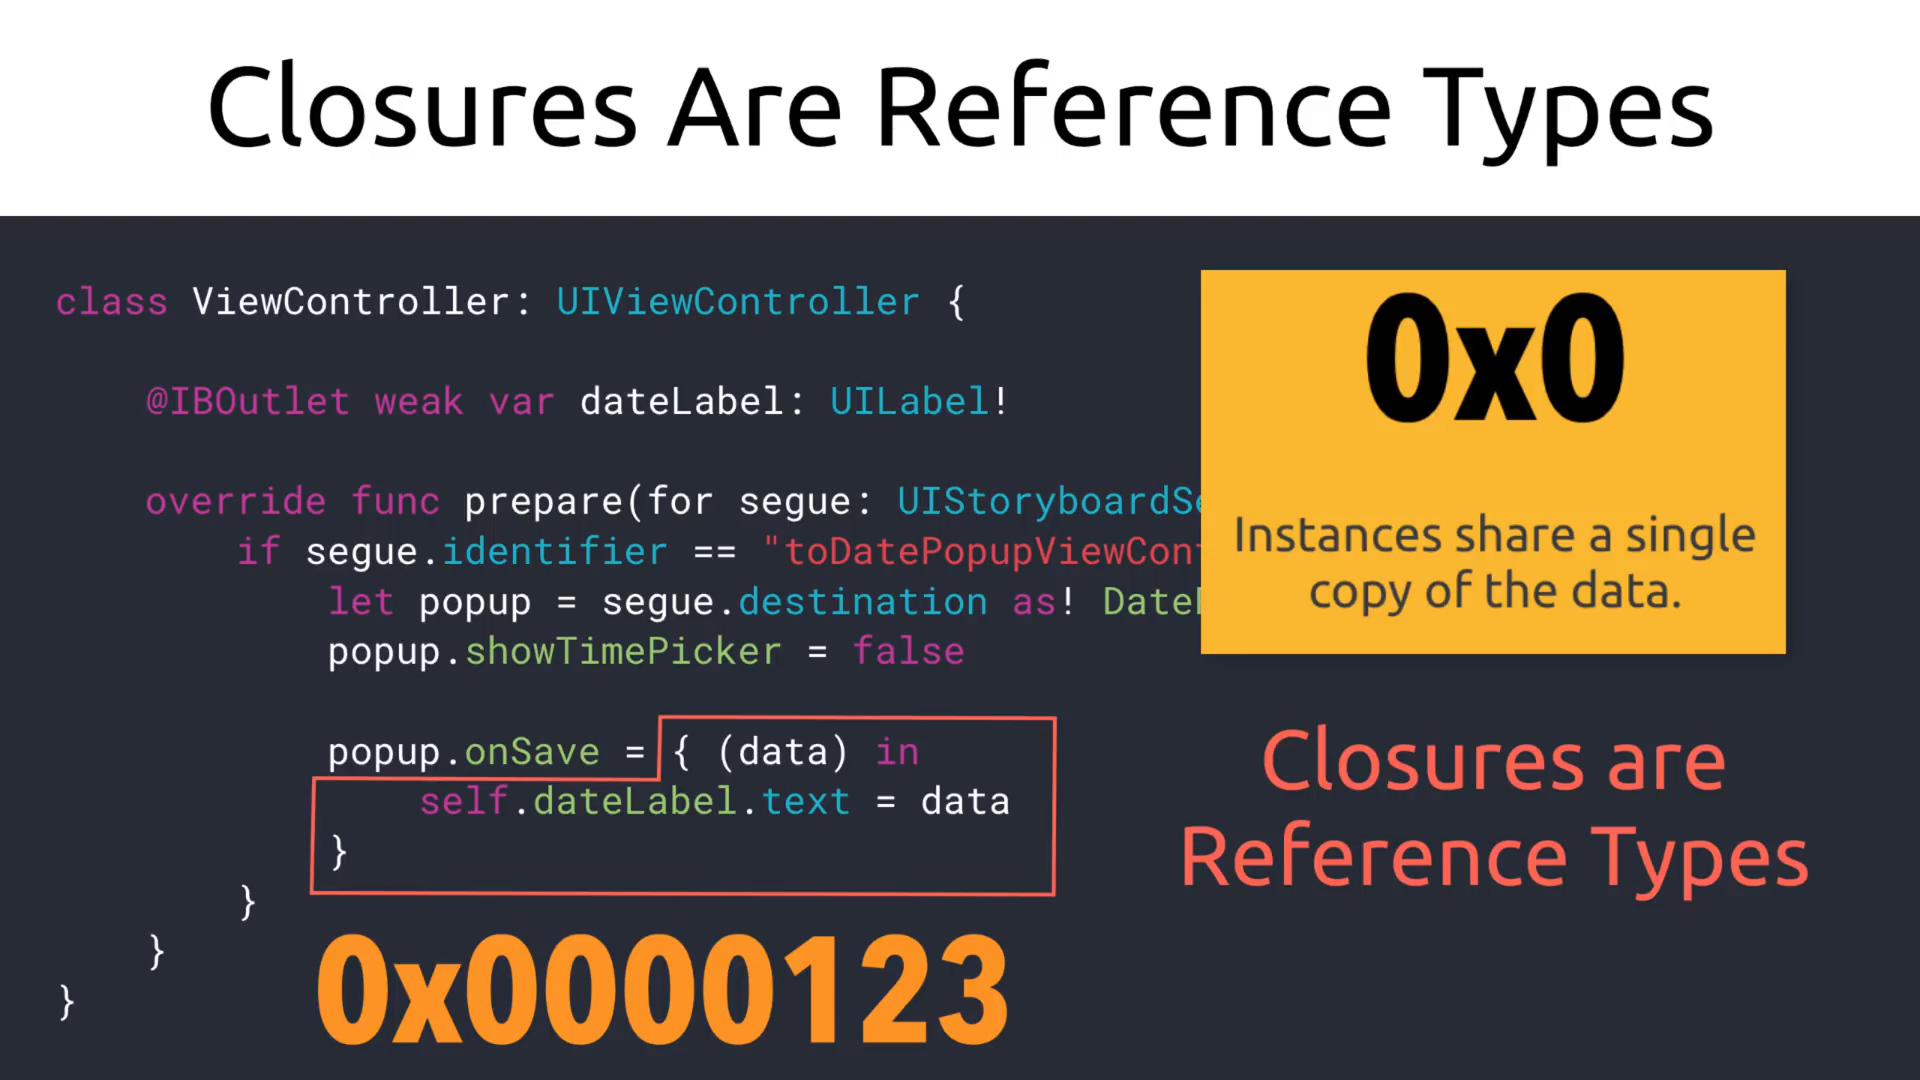 Closures Are Reference Types
class ViewController: UIViewController {
@IBOutlet weak var dateLabel: UILabel!
override func prepare(for segue: UIStoryboardSe
if segue.identifier == "toDatePopupViewCont
let popup = segue.destination as! Date
popup.showTimePicker = false
popup.onSave = { (data) in
self.dateLabel.text = data
}
}
}
}
0x0000123
0x0
Instances share a single
copy of the data.
Closures are
Reference Types